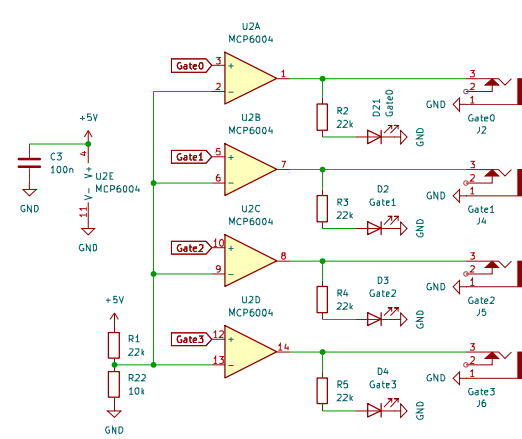 U2A
MCP6004
Gate0
3
+
2
−
1
R2
22k
D21
Gate0
GND
3
2
1
GND
Gate0
J2
+5V
C3
100n
GND
4
V+
U2E
MCP6004
V−
11
GND
U2B
MCP6004
Gate1
5
+
6
−
7
R3
22k
D2
Gate1
GND
3
2
1
GND
Gate1
J4
U2C
MCP6004
Gate2
10
+
9
−
8
R4
22k
D3
Gate2
GND
3
2
1
GND
Gate2
J5
+5V
R1
22k
R22
10k
GND
U2D
MCP6004
Gate3
12
+
13
−
14
R5
22k
D4
Gate3
GND
3
2
1
GND
Gate3
J6